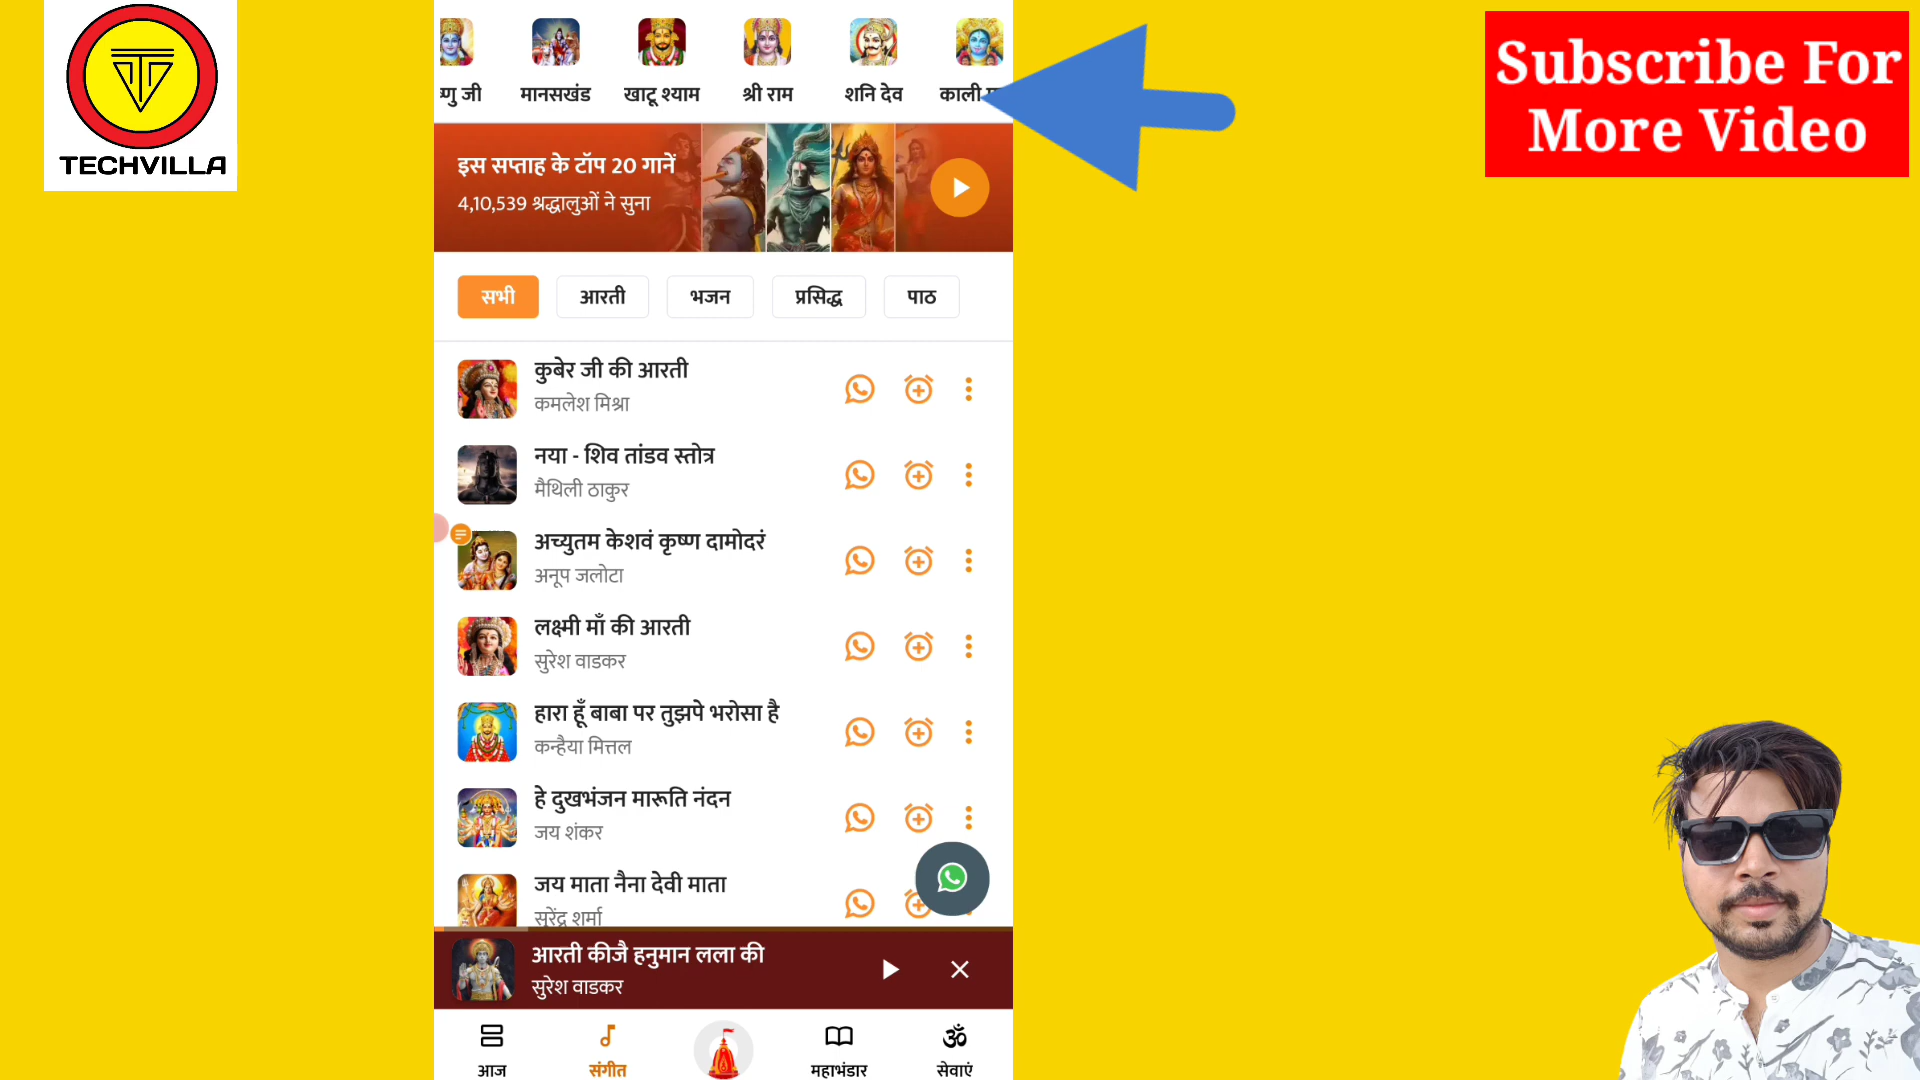 TECHVILLA
Subscribe For
More Video
मानसखंड
खाटू श्याम
श्री राम
शनि देव
काली
जी
इस सप्ताह के टॉप 20 गानें
4,10,539 श्रद्धालुओं ने सुना
सभी
आरती
भजन
प्रसिद्ध
पाठ
कुबेर जी की आरती
कमलेश मिश्रा
नया - शिव तांडव स्तोत्र
मैथिली ठाकुर
अच्युतम केशवं कृष्ण दामोदरं
अनूप जलोटा
लक्ष्मी माँ की आरती
सुरेश वाडकर
हारा हूँ बाबा पर तुझपे भरोसा है
कन्हैया मित्तल
हे दुखभंजन मारूति नंदन
जय शंकर
जय माता नैना देवी माता
सुरेंद्र शर्मा
आरती कीजै हनुमान लला की
सुरेश वाडकर
आज
संगीत
महाभंडार
सेवाएं